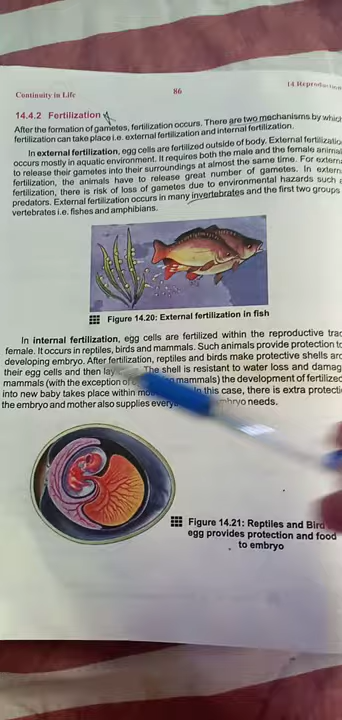 Continuity in Life
86
14 Reproduction
14.4.2 Fertilization
After the formation of gametes, fertilization occurs. There are two mechanisms by which
fertilization can take place i.e. external fertilization and internal fertilization.
In external fertilization, egg cells are fertilized outside of body. External fertilization
occurs mostly in aquatic environment. It requires both the male and the female animals
to release their gametes into their surroundings at almost the same time. For external
fertilization, the animals have to release great number of gametes. In external
fertilization, there is risk of loss of gametes due to environmental hazards such a
predators. External fertilization occurs in many invertebrates and the first two groups
vertebrates i.e. fishes and amphibians.
Figure 14.20: External fertilization in fish
In internal fertilization, egg cells are fertilized within the reproductive trac
female. It occurs in reptiles, birds and mammals. Such animals provide protection to
developing embryo. After fertilization, reptiles and birds make protective shells aro
their egg cells and then lay The shell is resistant to water loss and damag
mammals (with the exception of mammals) the development of fertilized
into new baby takes place within this case, there is extra protecti
the embryo and mother also supplies embryo needs.
Figure 14.21: Reptiles and Bird
egg provides protection and food
to embryo